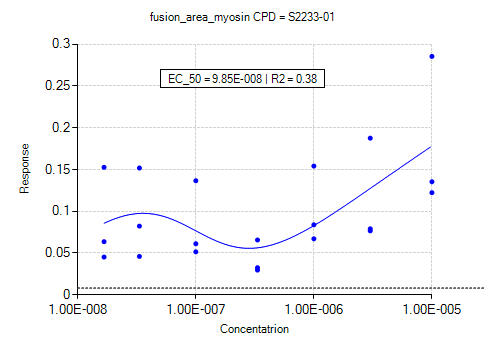 fusion_area_myosin CPD = S2233-01
0.3
EC_50 = 9.85E-008 | R2 = 0.38
0.25
0.2
0.15
0.1
0.05
0
Response
1.00E-008 1.00E-007 1.00E-006 1.00E-005
Concentatrion